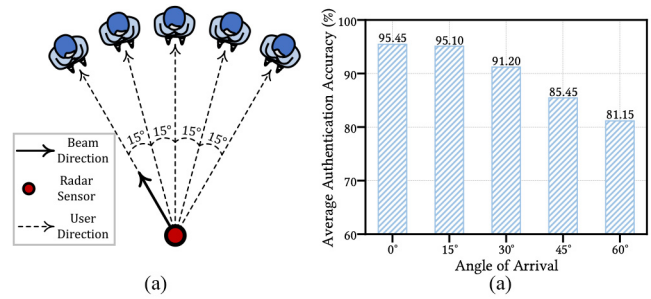 15° 15° 15° 15°
Beam
Direction
Radar
Sensor
User
Direction
(a)
Average Authentication Accuracy (%)
100
90
80
70
60
95.45
95.10
91.20
85.45
81.15
0° 15° 30° 45° 60°
Angle of Arrival
(a)